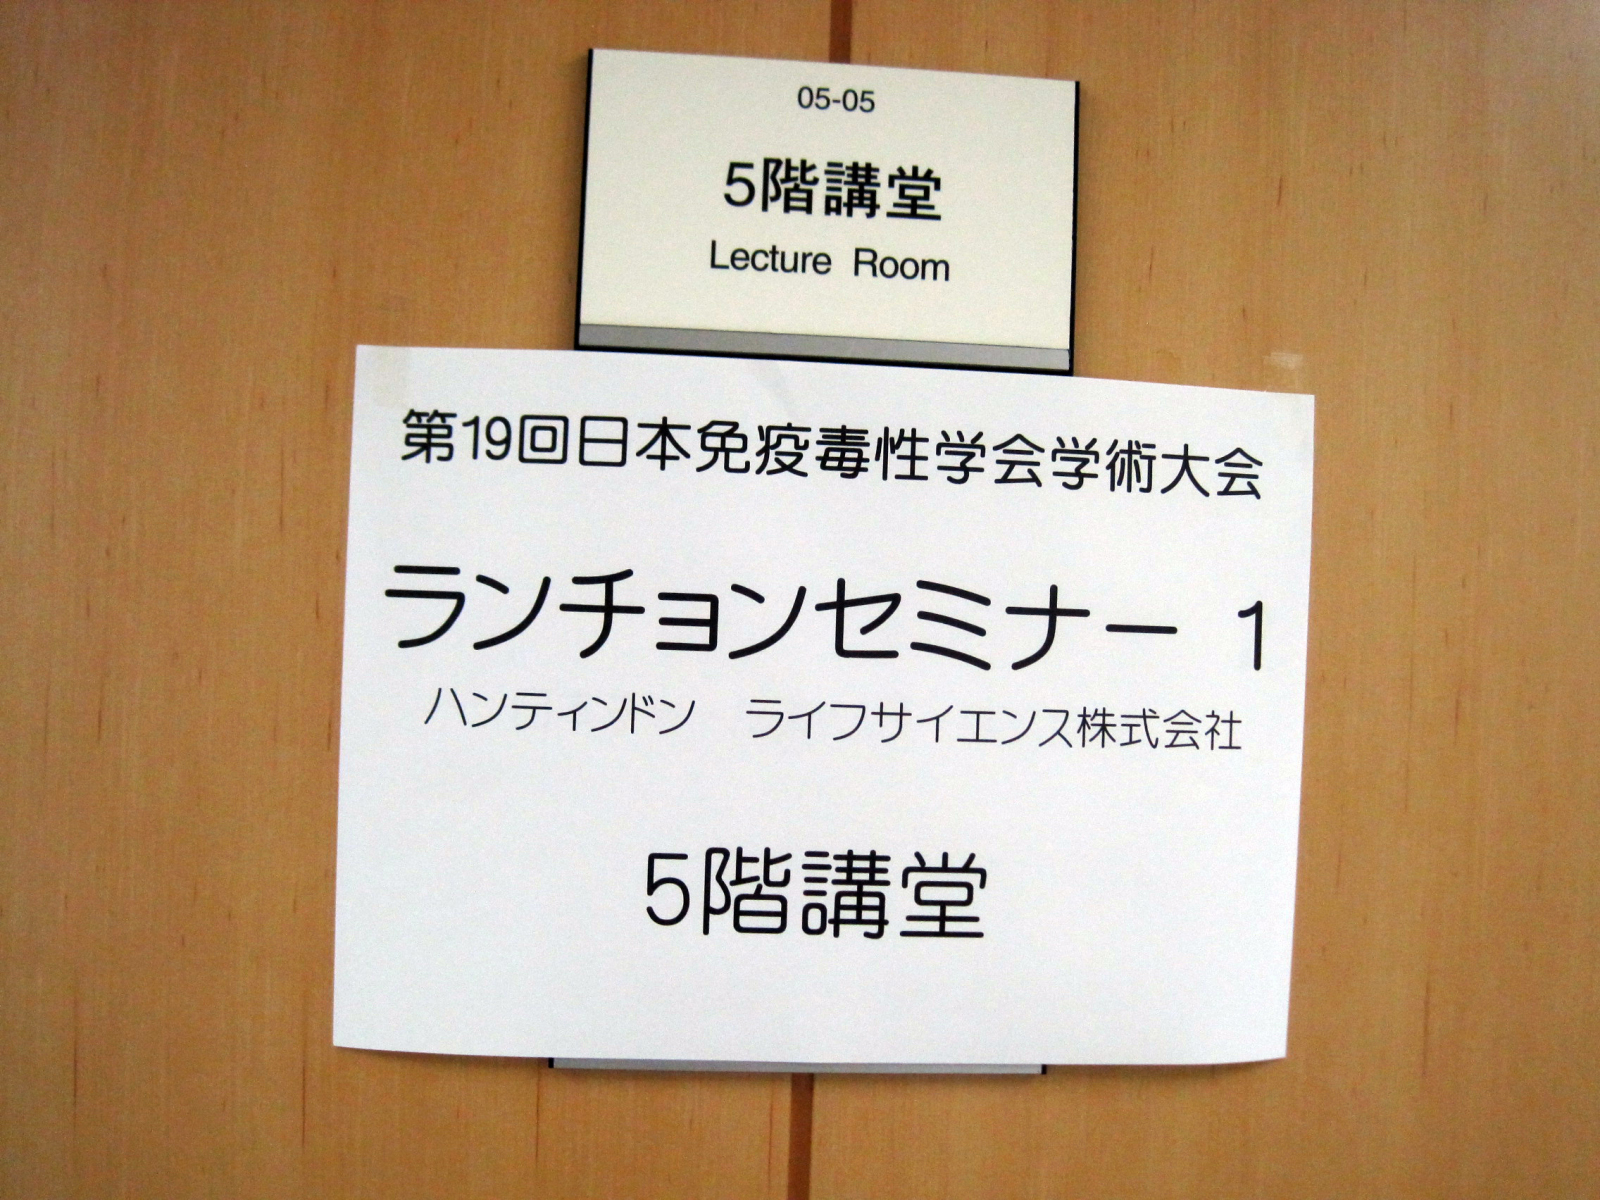 05-05
5階講堂
Lecture Room
第19回日本免疫毒性学会学術大会
ランチョンセミナー 1
ハンティンドン　ライフサイエンス株式会社
5階講堂